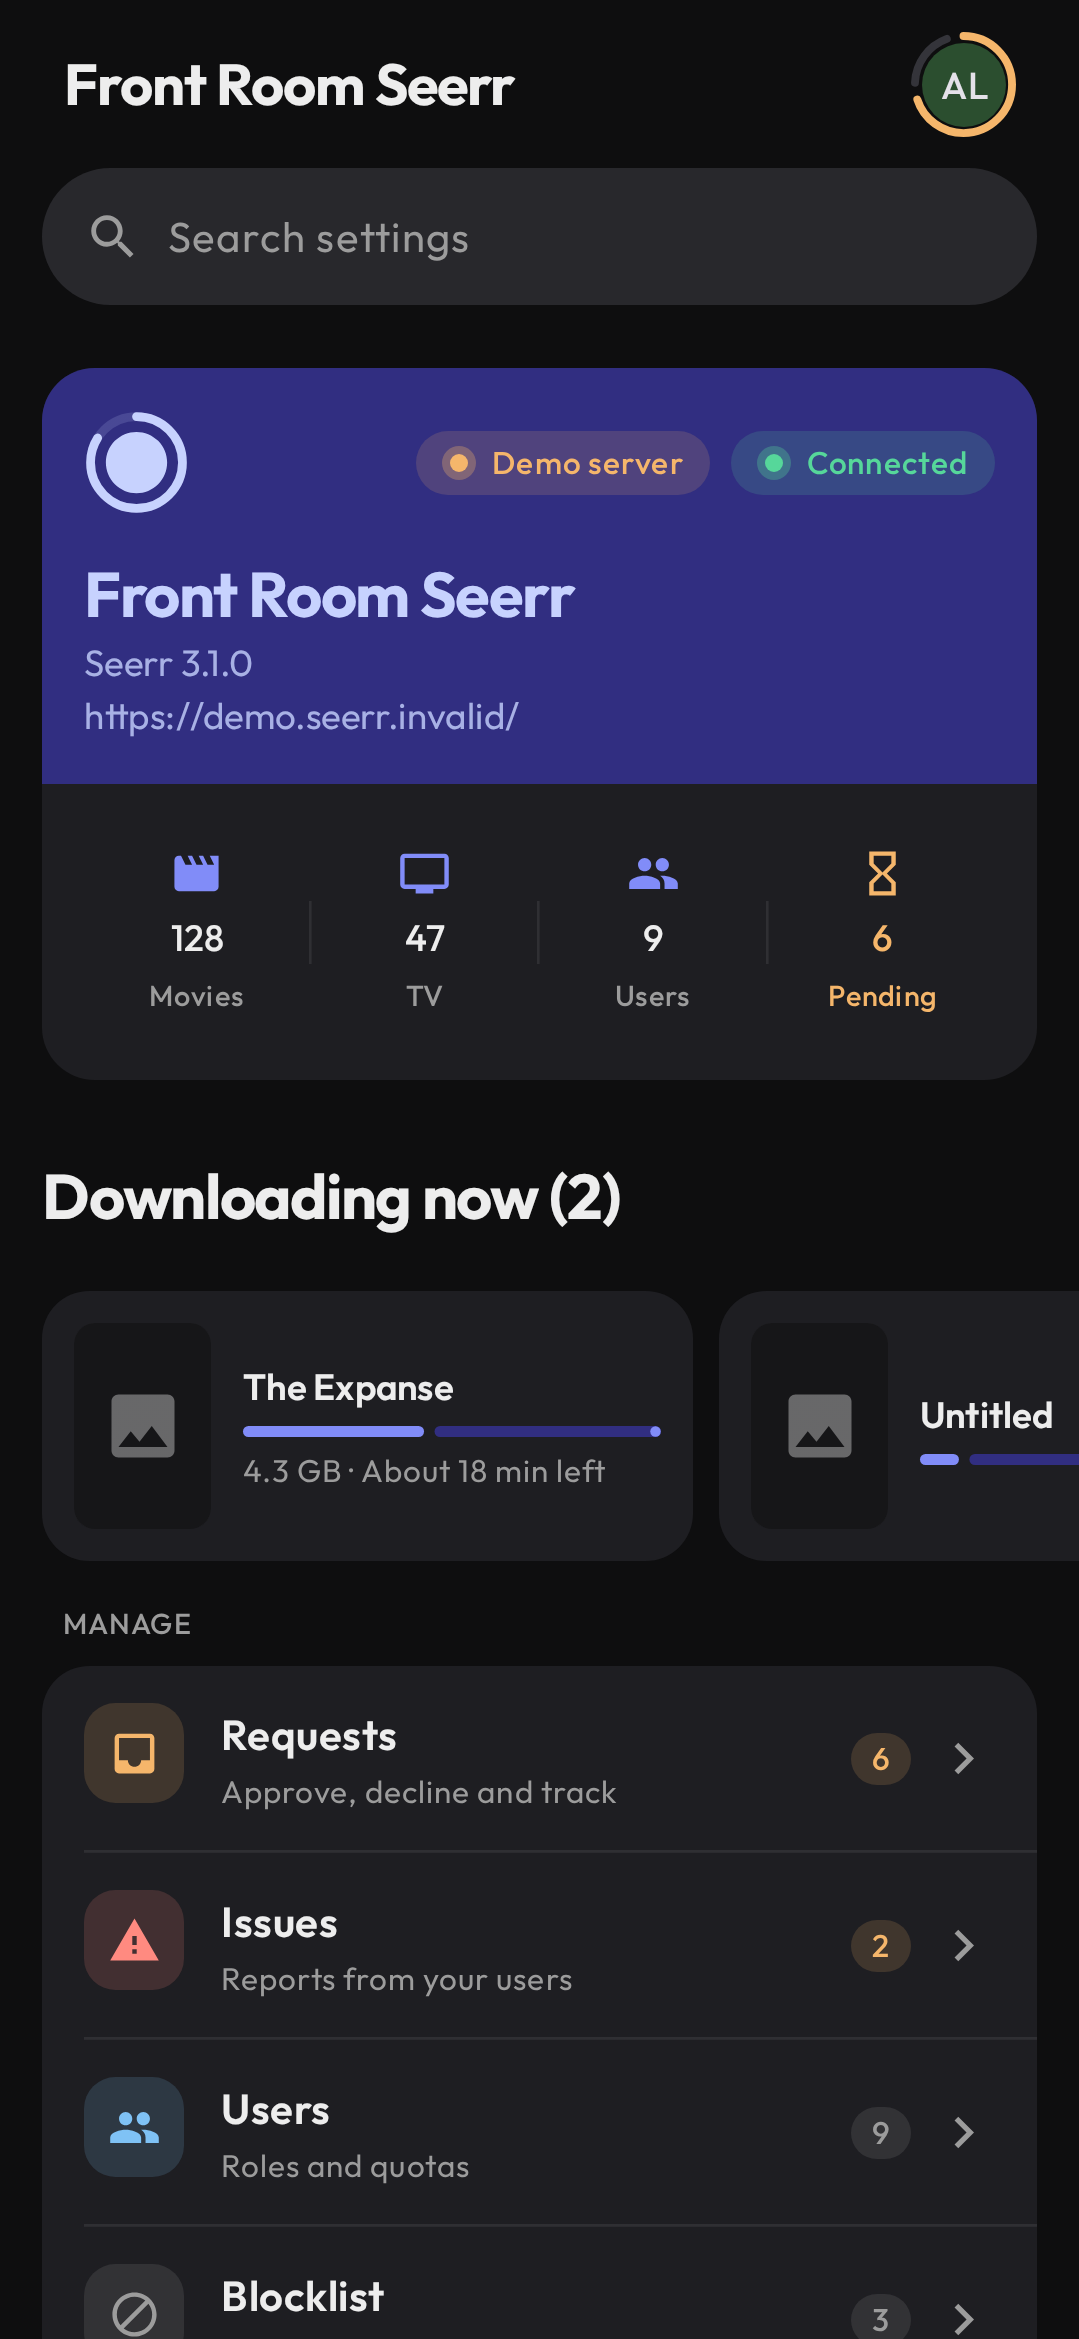 Front Room Seerr
AL
Search settings
Demo server
Connected
Front Room Seerr
Seerr 3.1.0
https://demo.seerr.invalid/
128
Movies
47
TV
9
Users
6
Pending
Downloading now (2)
The Expanse
4.3 GB · About 18 min left
Untitled
MANAGE
Requests
Approve, decline and track
6
Issues
Reports from your users
2
Users
Roles and quotas
9
Blocklist
3